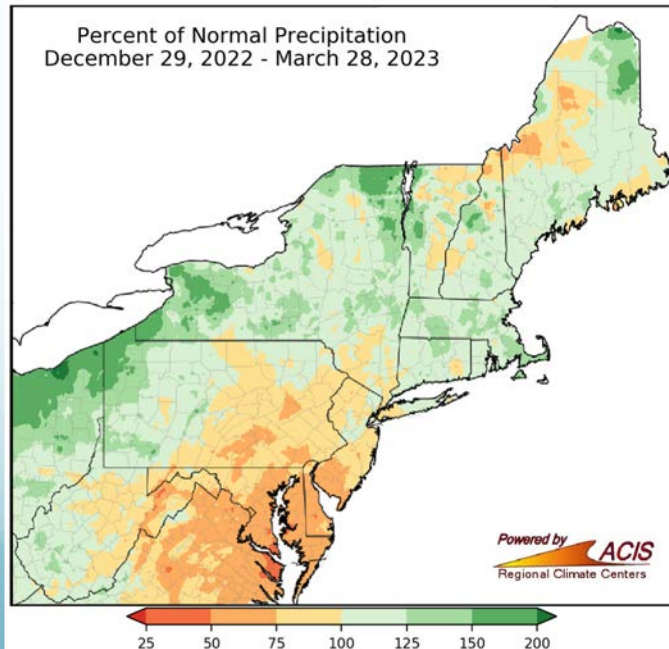 Percent of Normal Precipitation
December 29, 2022 - March 28, 2023
Powered by
ACIS
Regional Climate Centers
25 50 75 100 125 150 200